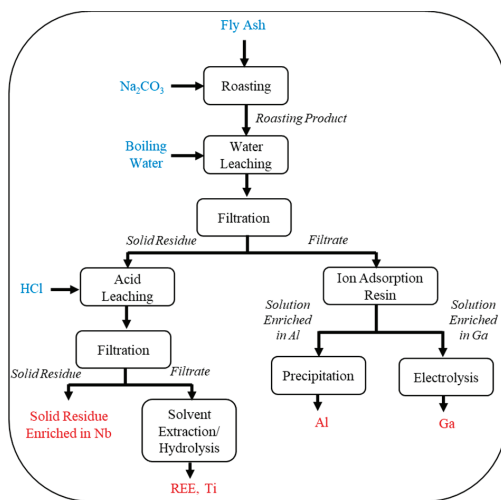 Fly Ash
Na₂CO₃
Roasting
Roasting Product
Boiling
Water
Water
Leaching
Filtration
Solid Residue
Filtrate
HCl
Acid
Leaching
Ion Adsorption
Resin
Solution
Enriched
in Al
Solution
Enriched
in Ga
Filtration
Solid Residue
Filtrate
Precipitation
Electrolysis
Solid Residue
Enriched in Nb
Solvent
Extraction/
Hydrolysis
Al
Ga
REE, Ti